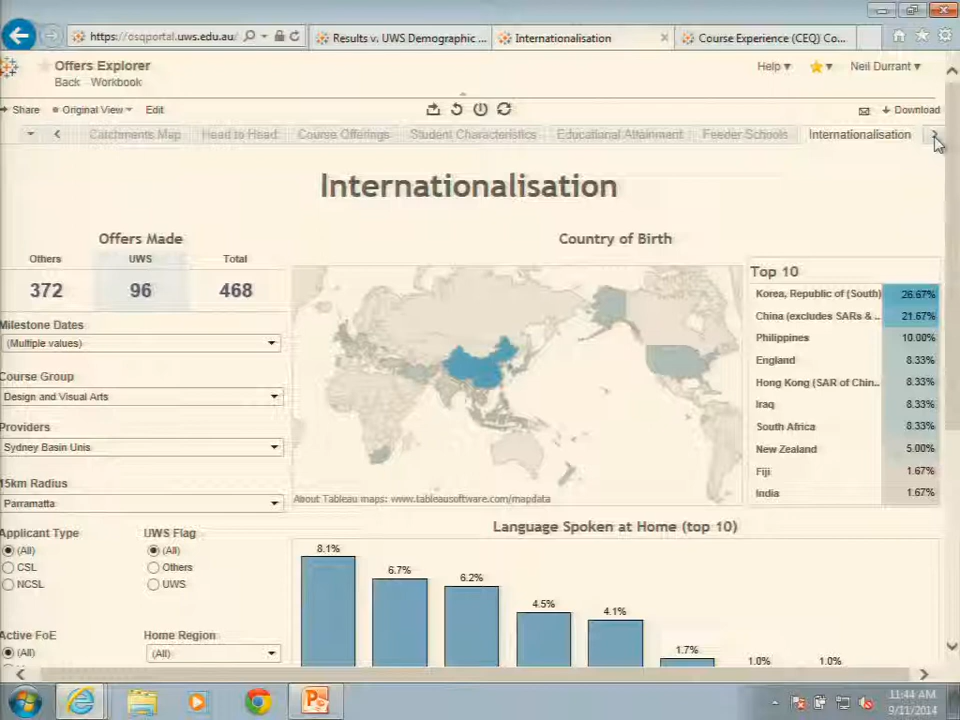 https://osqportal.uws.edu.au/
Results v. UWS Demographic ...
Internationalisation
Course Experience (CEQ) Co...
Offers Explorer
Back Workbook
Help
Neil Durrant
Share
Original View
Edit
Download
Catchments Map
Head to Head
Course Offerings
Student Characteristics
Educational Attainment
Feeder Schools
Internationalisation
Internationalisation
Offers Made
Others UWS Total
372 96 468
Milestone Dates
(Multiple values)
Course Group
Design and Visual Arts
Providers
Sydney Basin Unis
15km Radius
Parramatta
Applicant Type
(All)
CSL
NCSL
UWS Flag
(All)
Others
UWS
Active FoE
(All)
Home Region
(All)
Country of Birth
About Tableau maps: www.tableausoftware.com/mapdata
Top 10
Korea, Republic of (South) 26.67%
China (excludes SARs & .. 21.67%
Philippines 10.00%
England 8.33%
Hong Kong (SAR of Chin.. 8.33%
Iraq 8.33%
South Africa 8.33%
New Zealand 5.00%
Fiji 1.67%
India 1.67%
Language Spoken at Home (top 10)
8.1%
6.7%
6.2%
4.5%
4.1%
1.7%
1.0%
1.0%
11:44 AM
9/11/2014